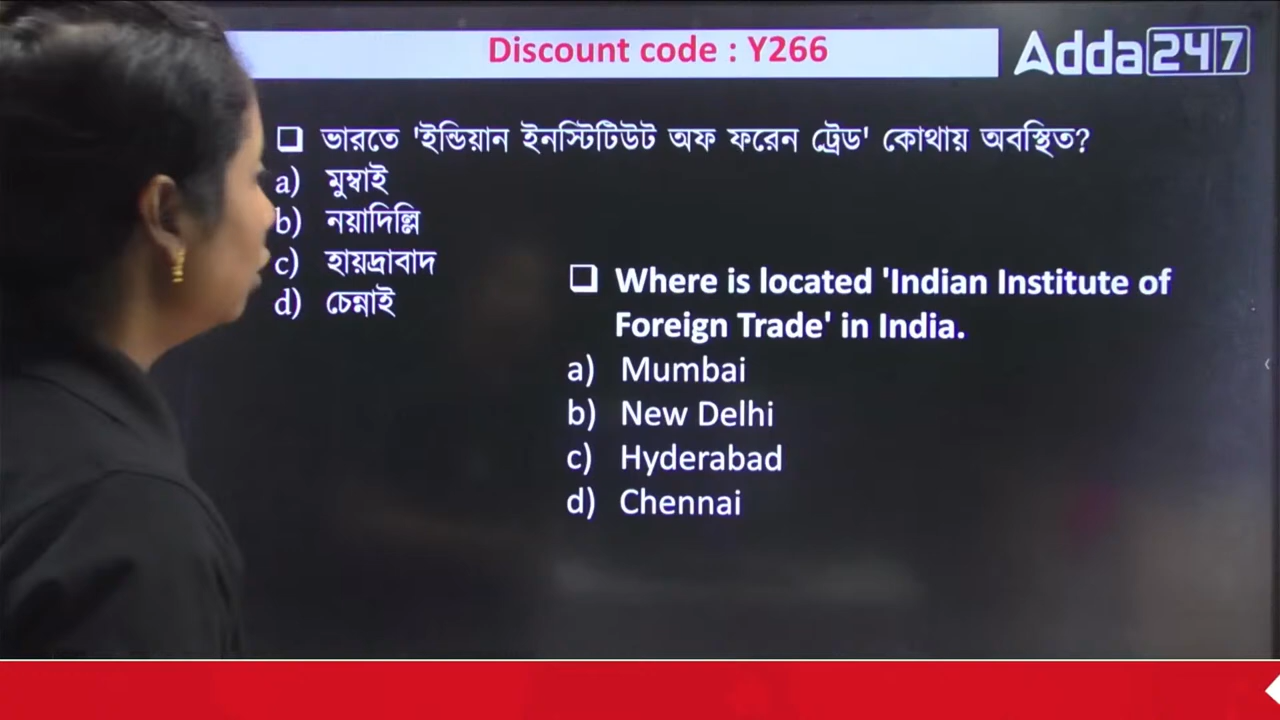 Discount code : Y266
Adda247
❑ ভারতে 'ইন্ডিয়ান ইনস্টিটিউট অফ ফরেন ট্রেড' কোথায় অবস্থিত?
a) মুম্বাই
b) নয়াদিল্লি
c) হায়দ্রাবাদ
d) চেন্নাই
❑ Where is located 'Indian Institute of
Foreign Trade' in India.
a) Mumbai
b) New Delhi
c) Hyderabad
d) Chennai